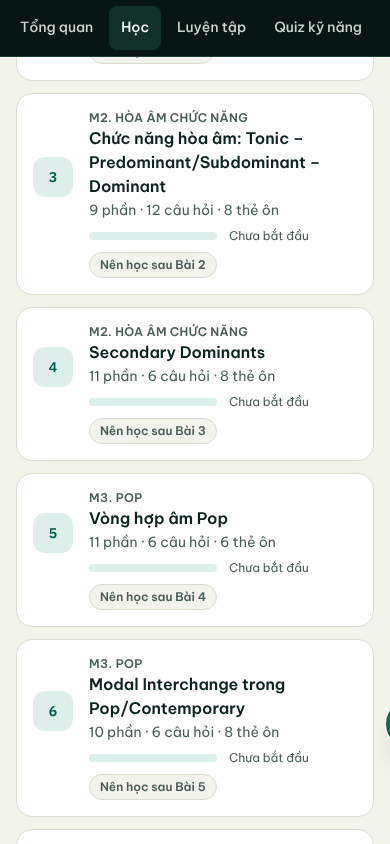 Tổng quan
Học
Luyện tập
Quiz kỹ năng
M2. HÒA ÂM CHỨC NĂNG
Chức năng hòa âm: Tonic –
Predominant/Subdominant –
Dominant
3
9 phần · 12 câu hỏi · 8 thẻ ôn
Chưa bắt đầu
Nên học sau Bài 2
M2. HÒA ÂM CHỨC NĂNG
4
Secondary Dominants
11 phần · 6 câu hỏi · 8 thẻ ôn
Chưa bắt đầu
Nên học sau Bài 3
M3. POP
5
Vòng hợp âm Pop
11 phần · 6 câu hỏi · 6 thẻ ôn
Chưa bắt đầu
Nên học sau Bài 4
M3. POP
6
Modal Interchange trong
Pop/Contemporary
10 phần · 6 câu hỏi · 8 thẻ ôn
Chưa bắt đầu
Nên học sau Bài 5